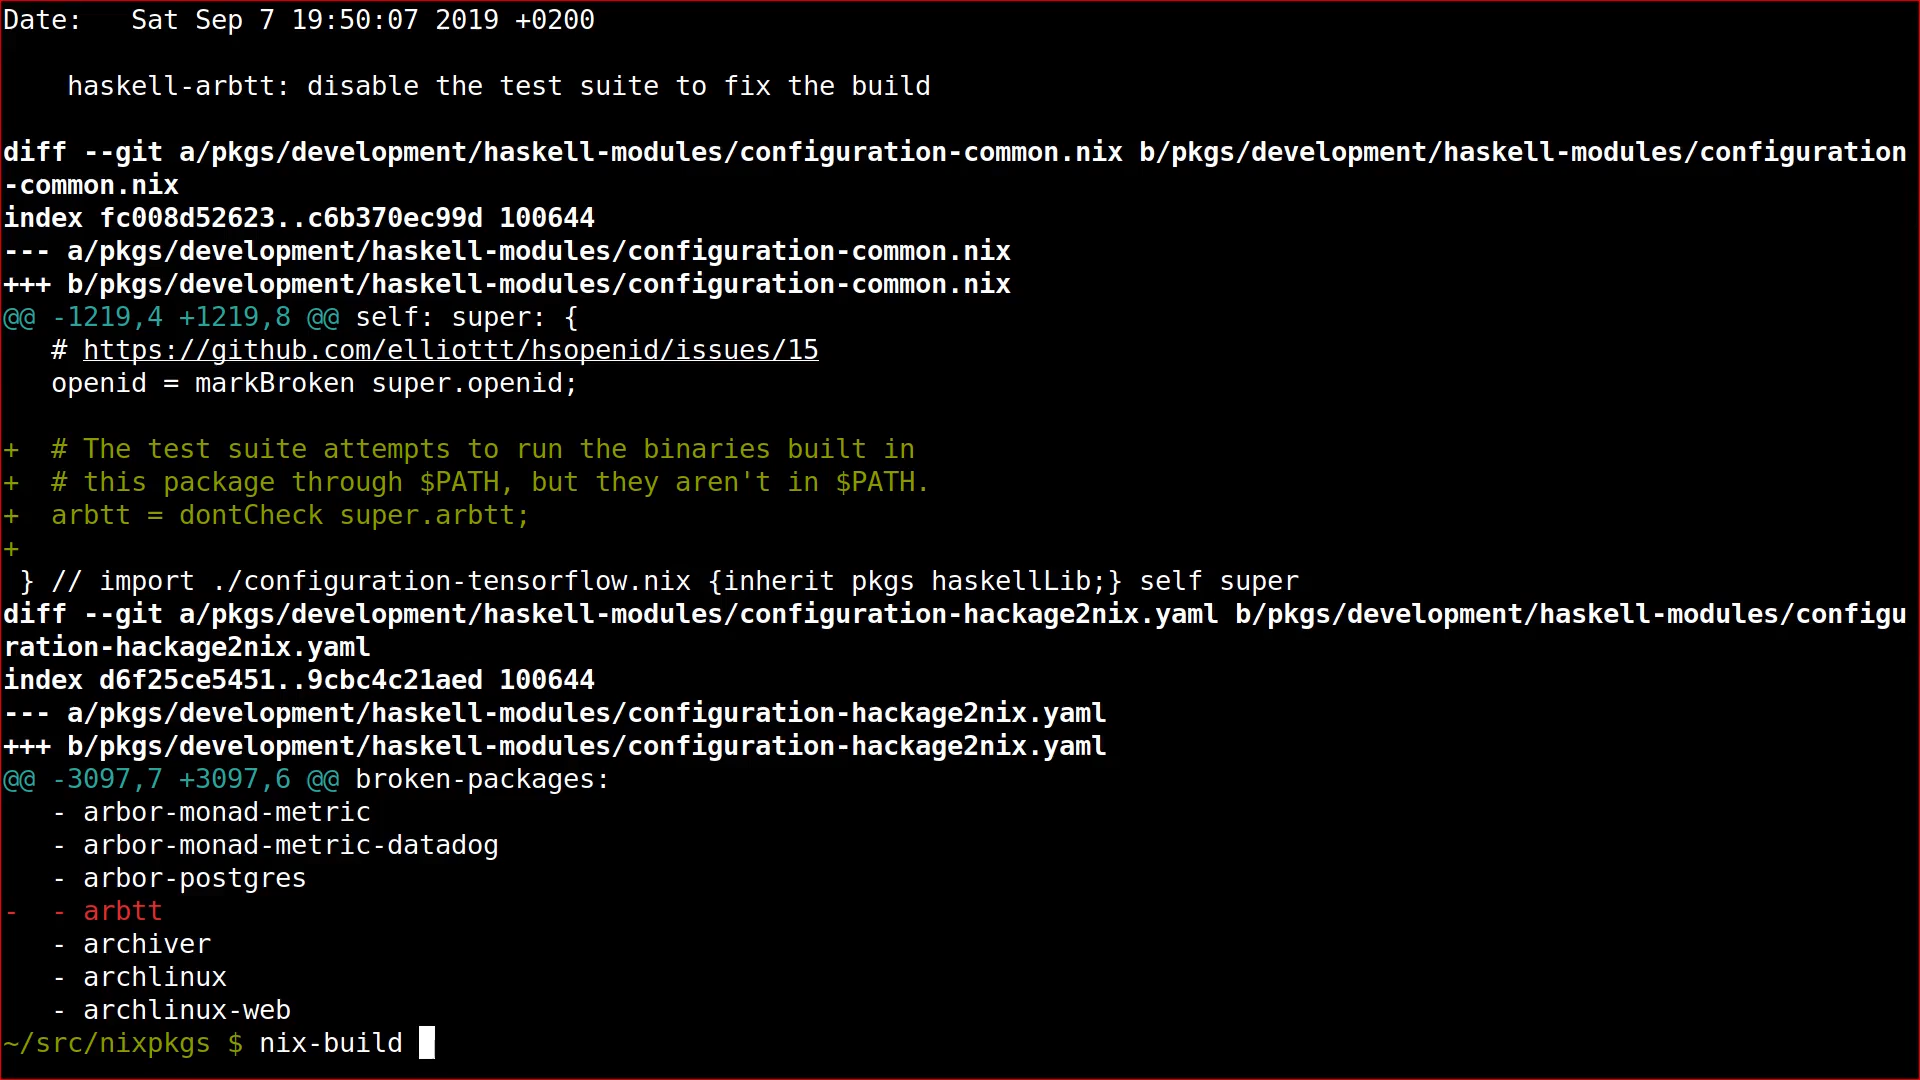 Date:   Sat Sep 7 19:50:07 2019 +0200

    haskell-arbtt: disable the test suite to fix the build

diff --git a/pkgs/development/haskell-modules/configuration-common.nix b/pkgs/development/haskell-modules/configuration
-common.nix
index fc008d52623..c6b370ec99d 100644
--- a/pkgs/development/haskell-modules/configuration-common.nix
+++ b/pkgs/development/haskell-modules/configuration-common.nix
@@ -1219,4 +1219,8 @@ self: super: {
   # https://github.com/elliottt/hsopenid/issues/15
   openid = markBroken super.openid;

+  # The test suite attempts to run the binaries built in
+  # this package through $PATH, but they aren't in $PATH.
+  arbtt = dontCheck super.arbtt;
+
 } // import ./configuration-tensorflow.nix {inherit pkgs haskellLib;} self super
diff --git a/pkgs/development/haskell-modules/configuration-hackage2nix.yaml b/pkgs/development/haskell-modules/configu
ration-hackage2nix.yaml
index d6f25ce5451..9cbc4c21aed 100644
--- a/pkgs/development/haskell-modules/configuration-hackage2nix.yaml
+++ b/pkgs/development/haskell-modules/configuration-hackage2nix.yaml
@@ -3097,7 +3097,6 @@ broken-packages:
   - arbor-monad-metric
   - arbor-monad-metric-datadog
   - arbor-postgres
-  - arbtt
   - archiver
   - archlinux
   - archlinux-web
~/src/nixpkgs $ nix-build